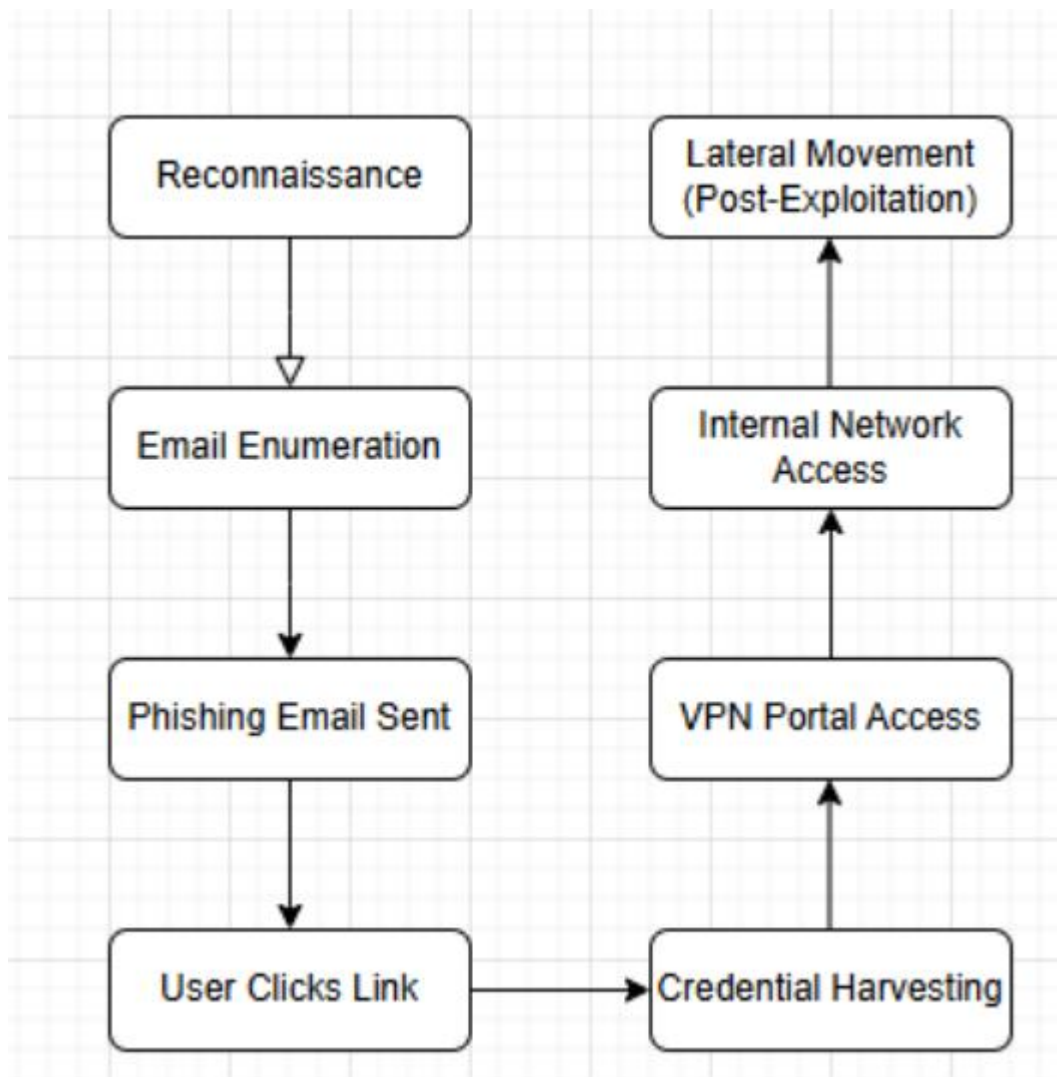 Reconnaissance
Email Enumeration
Phishing Email Sent
User Clicks Link
Credential Harvesting
VPN Portal Access
Internal Network
Access
Lateral Movement
(Post-Exploitation)